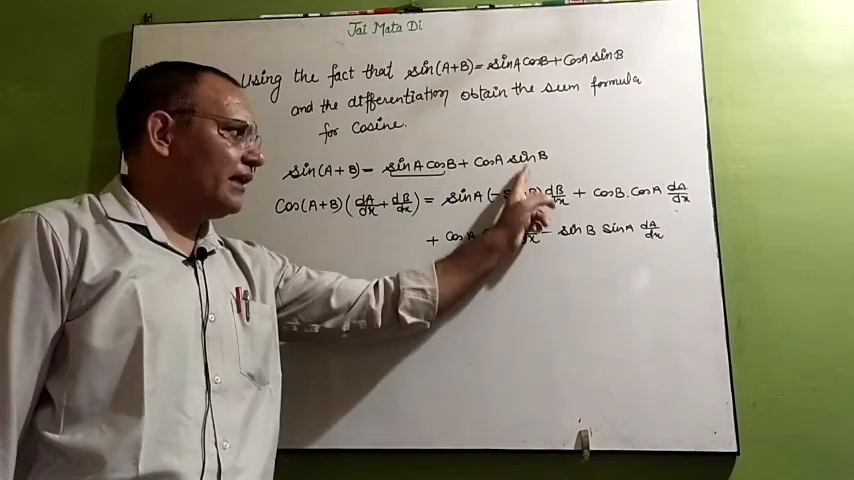 Jai Mata Di
Using the fact that sin(A+B) = sinA cosB + cosA sinB
and the differentiation obtain the sum formula
for Cosine.
sin(A+B) = sinA cosB + cosA sinB
Cos(A+B) (dA/dx + dB/dx) = sinA (- sinB) dB/dx + cosB. cosA dA/dx
+ cosA - sinB sinA dA/dx